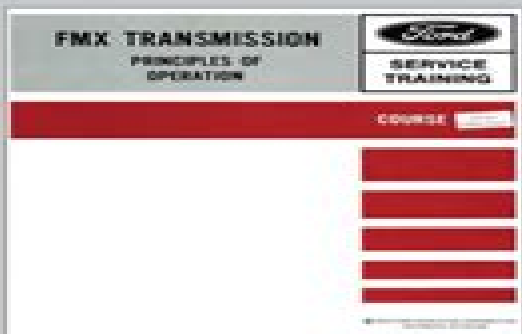 FMX TRANSMISSION
PRINCIPLES OF
OPERATION
Ford
SERVICE
TRAINING
COURSE